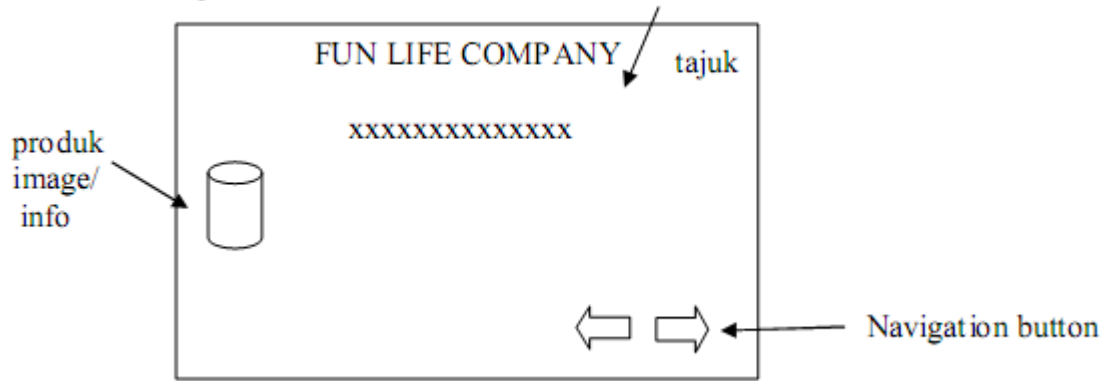 FUN LIFE COMPANY
tajuk
xxxxxxxxxxxxxx
produk
image/
info
Navigation button